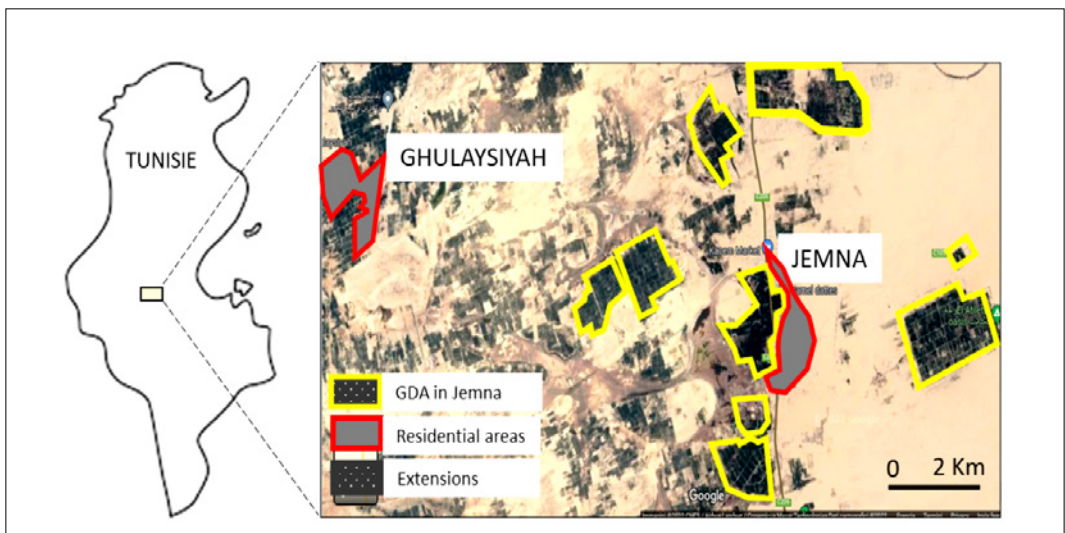 TUNISIE
GHULAYSIYAH
JEMNA
GDA in Jemna
Residential areas
Extensions
0 2 Km
Google